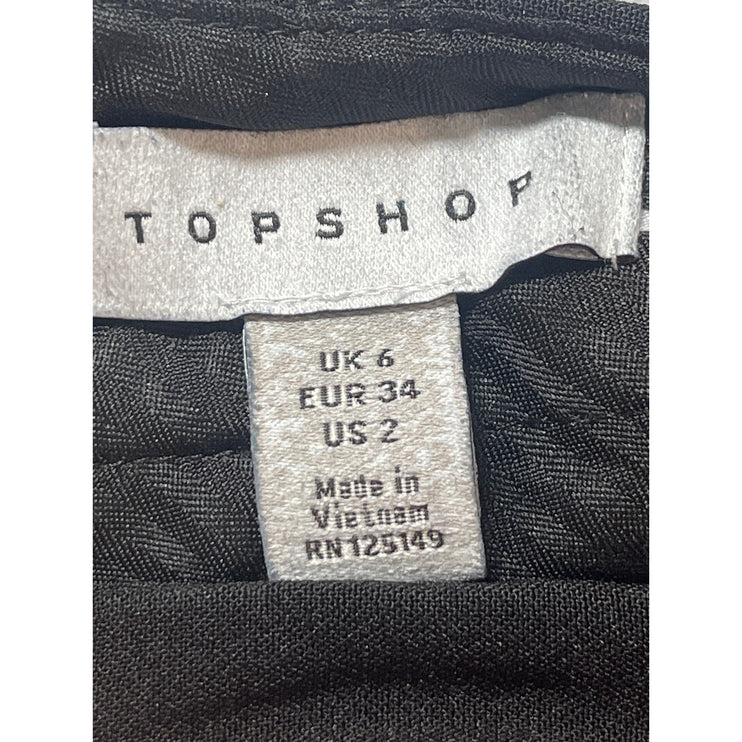 TOPSHOP
UK 6
EUR 34
US 2
Made in
Vietnam
RN 125149